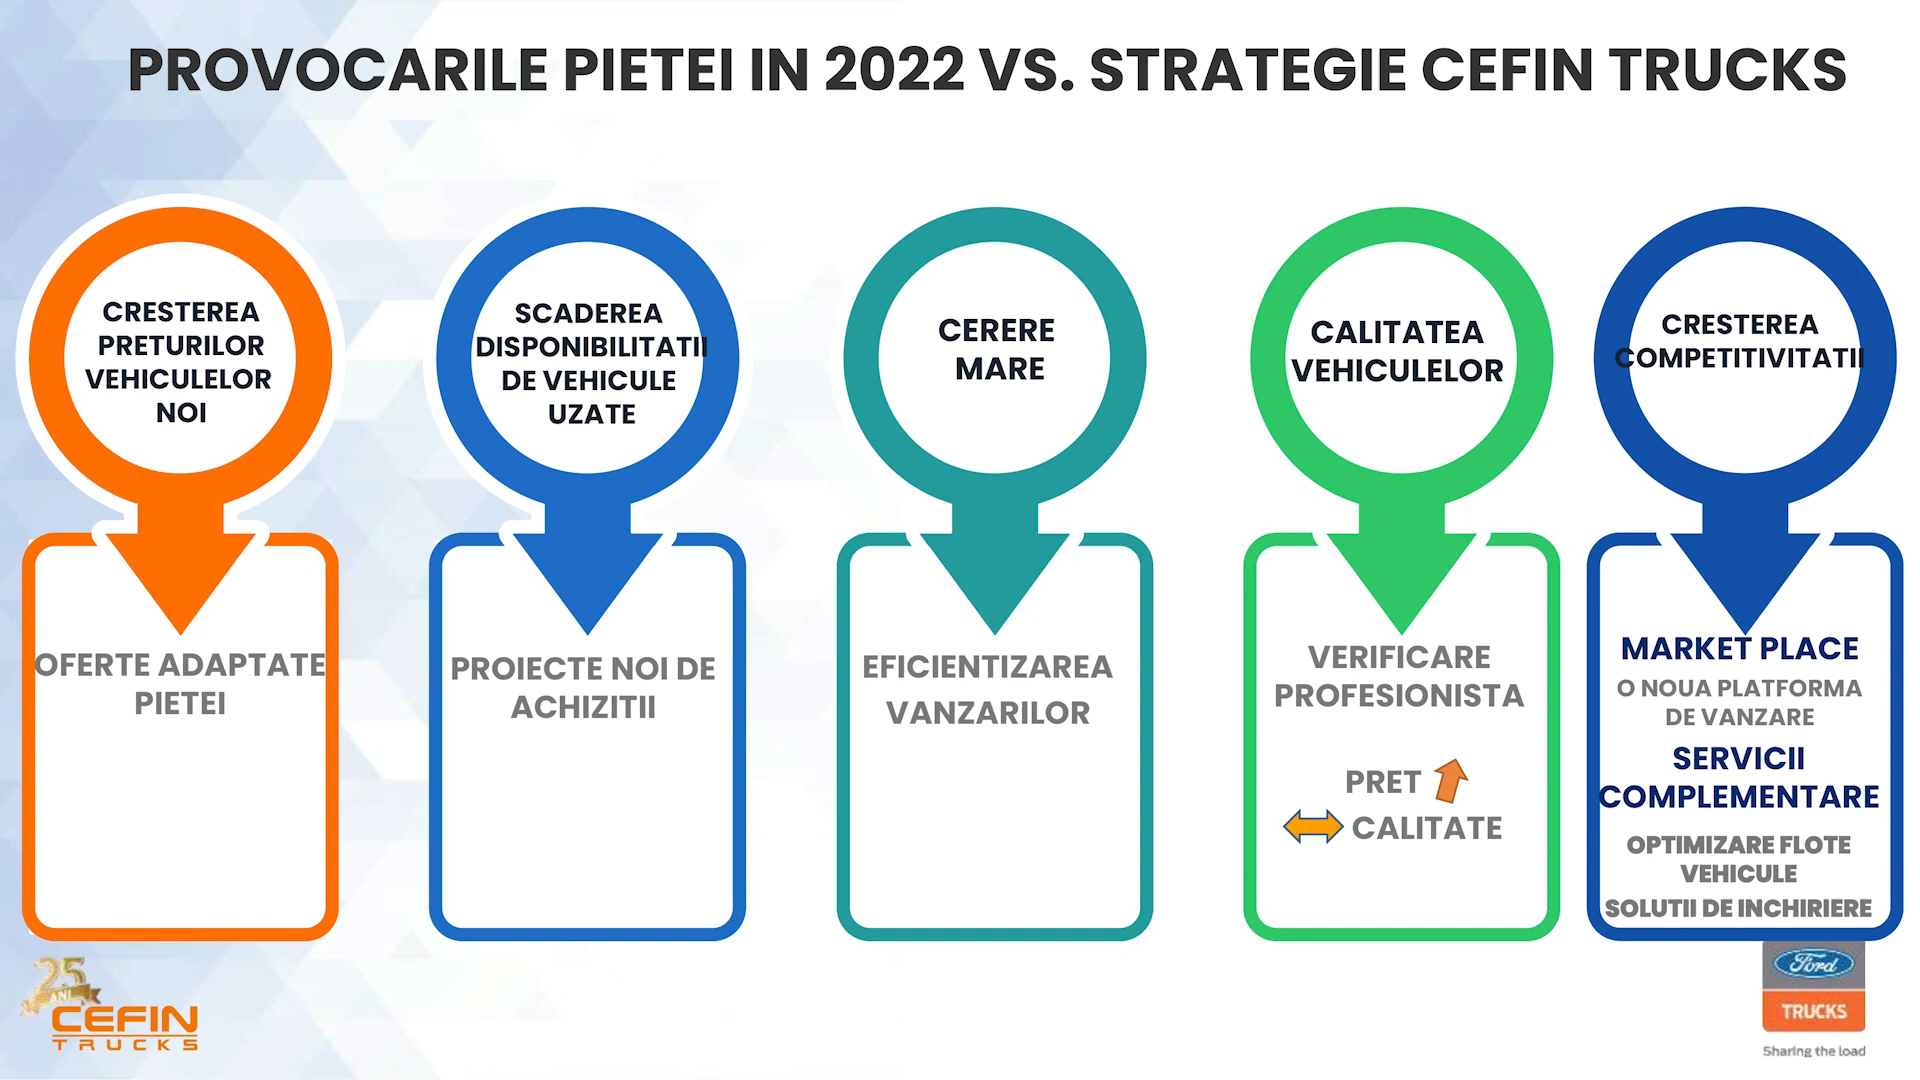 PROVOCARILE PIETEI IN 2022 VS. STRATEGIE CEFIN TRUCKS
CRESTEREA
PRETURILOR
VEHICULELOR
NOI
OFERTE ADAPTATE
PIETEI
SCADEREA
DISPONIBILITATII
DE VEHICULE
UZATE
PROIECTE NOI DE
ACHIZITII
CERERE
MARE
EFICIENTIZAREA
VANZARILOR
CALITATEA
VEHICULELOR
VERIFICARE
PROFESIONISTA
PRET
CALITATE
CRESTEREA
COMPETITIVITATII
MARKET PLACE
O NOUA PLATFORMA
DE VANZARE
SERVICII
COMPLEMENTARE
OPTIMIZARE FLOTE
VEHICULE
SOLUTII DE INCHIRIERE
25
ANI
CEFIN
TRUCKS
Ford
TRUCKS
Sharing the load